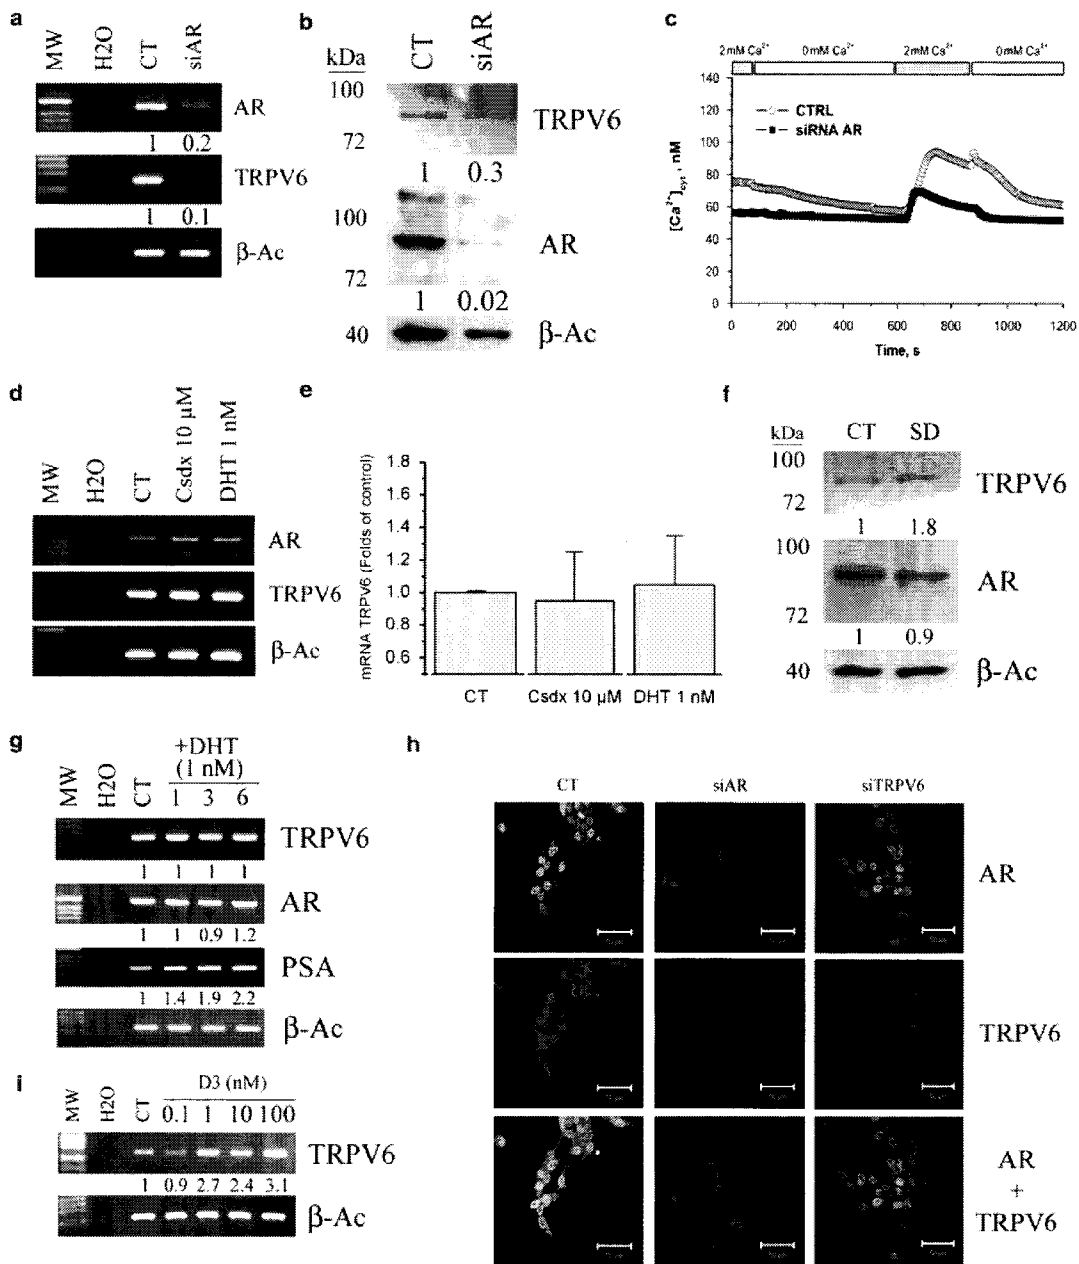 a
MW
H2O
CT
siAR
AR
1 0.2
TRPV6
1 0.1
β-Ac
b
kDa
CT
siAR
100
72
TRPV6
1 0.3
100
72
AR
1 0.02
40
β-Ac
c
2mM Ca²⁺ 0mM Ca²⁺ 2mM Ca²⁺ 0mM Ca²⁺
[Ca²⁺]cyt, nM
140
120
100
80
60
40
20
0
CTRL
siRNA AR
0 200 400 600 800 1000 1200
Time, s
d
MW
H2O
CT
Csdx 10 µM
DHT 1 nM
AR
TRPV6
β-Ac
e
mRNA TRPV6 (Folds of control)
1.8
1.6
1.4
1.2
1.0
0.8
0.6
CT Csdx 10 µM DHT 1 nM
f
kDa CT SD
100
72
TRPV6
1 1.8
100
72
AR
1 0.9
40
β-Ac
g
MW
H2O
CT
+DHT
(1 nM)
1 3 6
TRPV6
1 1 1 1
AR
1 1 0.9 1.2
PSA
1 1.4 1.9 2.2
β-Ac
h
CT siAR siTRPV6
AR
TRPV6
AR
+
TRPV6
i
MW
H2O
CT
D3 (nM)
0.1 1 10 100
TRPV6
1 0.9 2.7 2.4 3.1
β-Ac